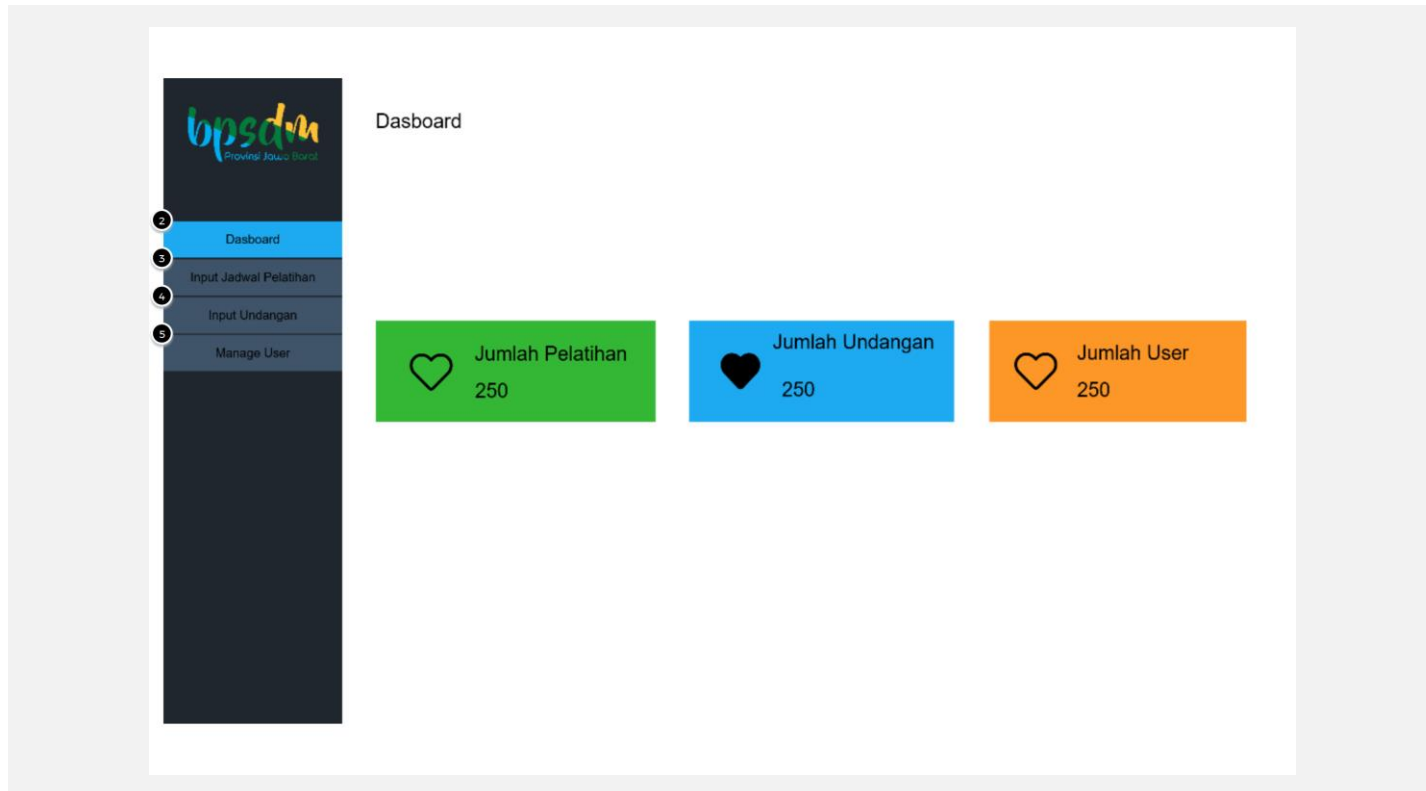 bpsdm
Provinsi Jawa Barat
Dasboard
2
Dasboard
3
Input Jadwal Pelatihan
4
Input Undangan
5
Manage User
Jumlah Pelatihan
250
Jumlah Undangan
250
Jumlah User
250